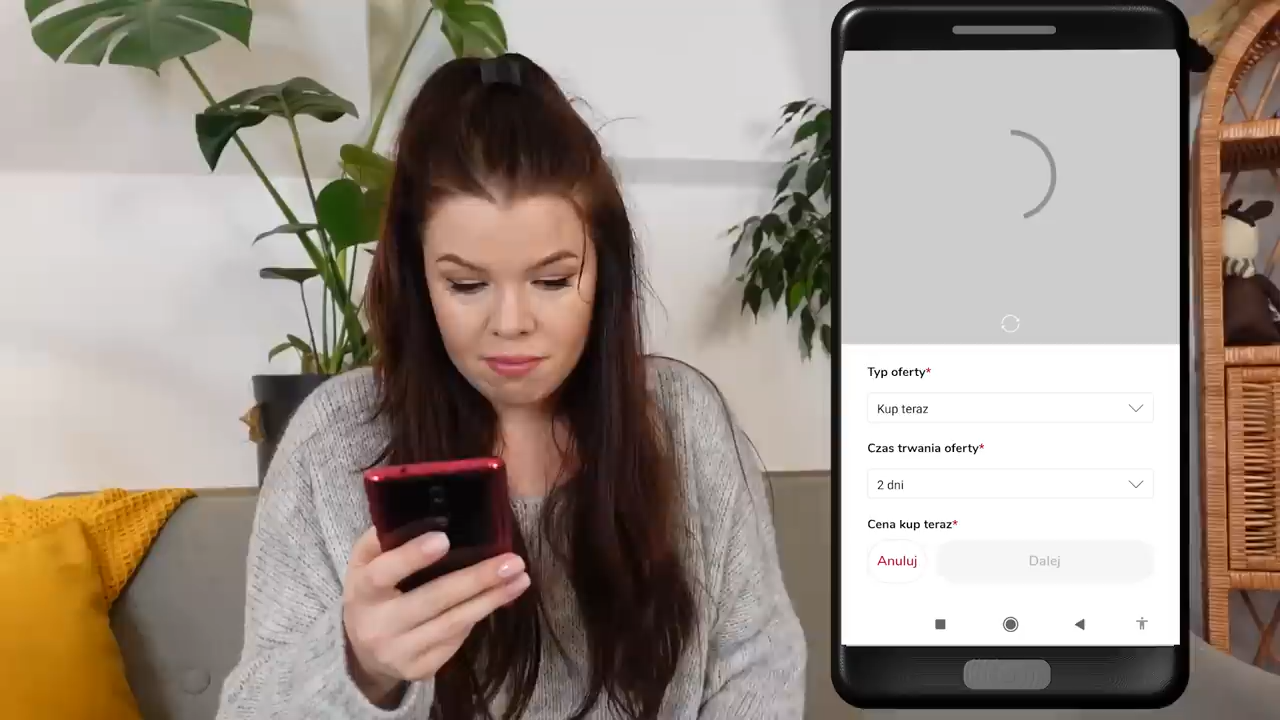 Typ oferty*
Kup teraz
Czas trwania oferty*
2 dni
Cena kup teraz*
Anuluj
Dalej